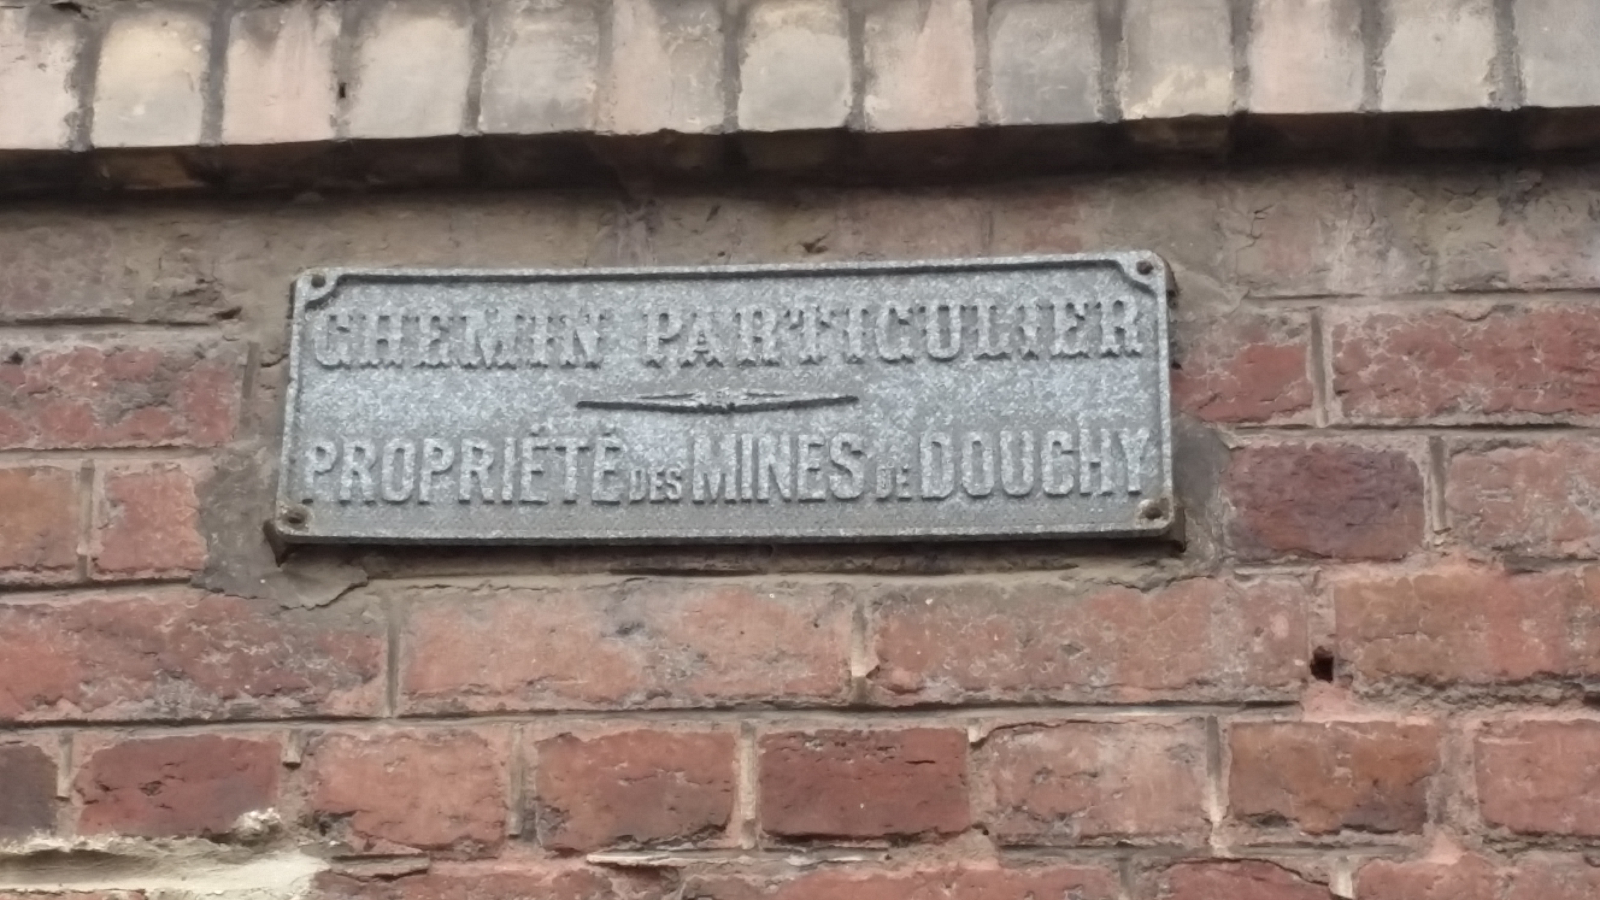 CHEMIN PARTICULIER
PROPRIÉTÉ DES MINES DE DOUCHY